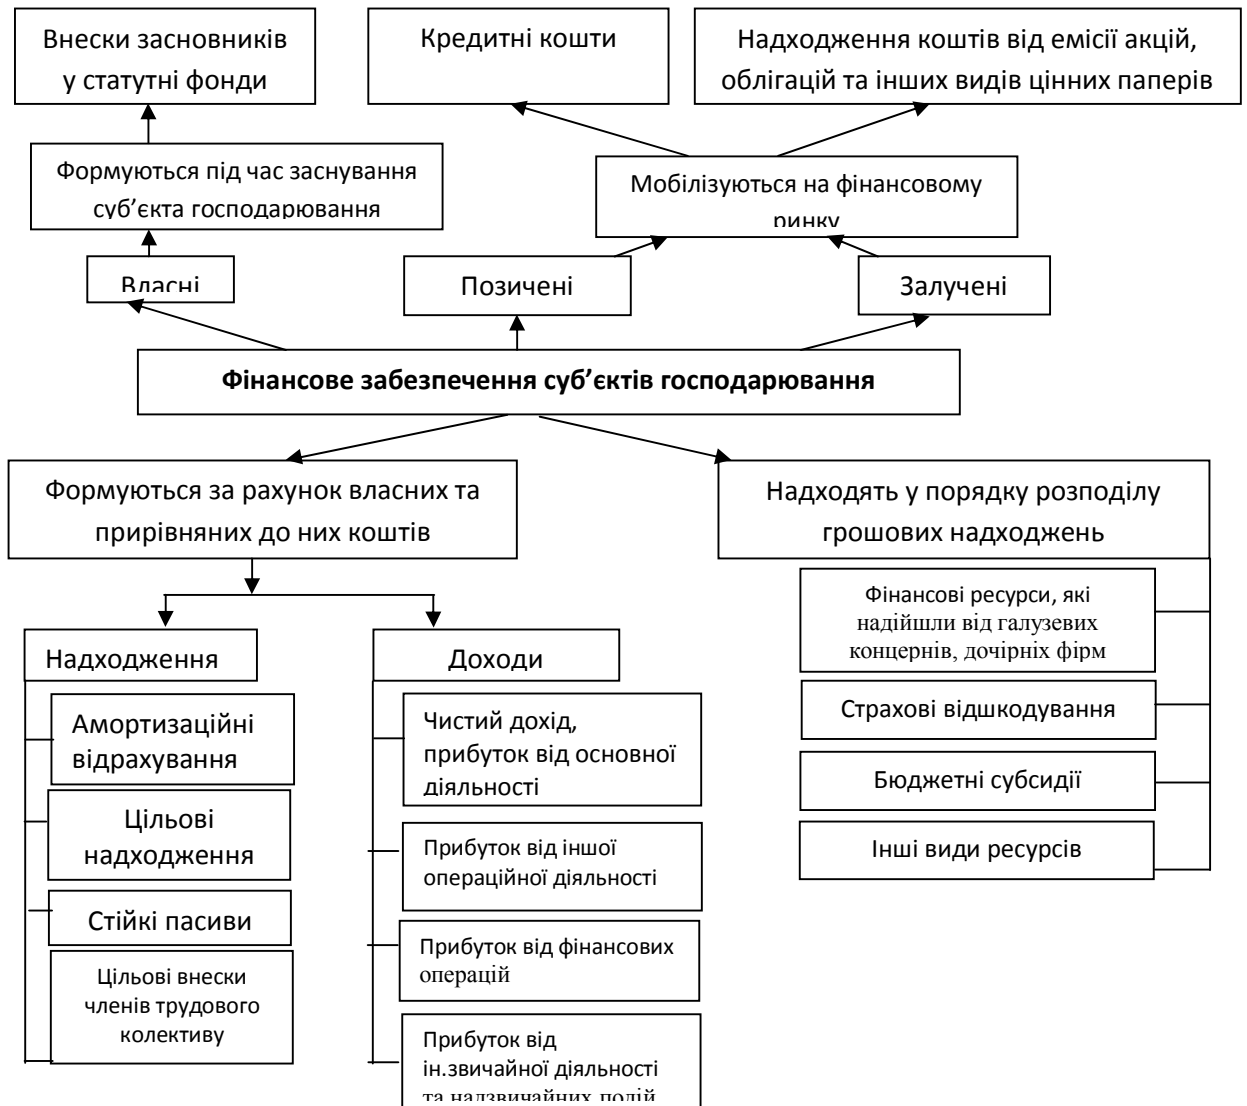 Внески засновників
у статутні фонди
Кредитні кошти
Надходження коштів від емісії акцій,
облігацій та інших видів цінних паперів
Формуються під час заснування
суб’єкта господарювання
Мобілізуються на фінансовому
ринку
Власні
Позичені
Залучені
Фінансове забезпечення суб’єктів господарювання
Формуються за рахунок власних та
прирівняних до них коштів
Надходять у порядку розподілу
грошових надходжень
Надходження
Амортизаційні
відрахування
Цільові
надходження
Стійкі пасиви
Цільові внески
членів трудового
колективу
Доходи
Чистий дохід,
прибуток від основної
діяльності
Прибуток від іншої
операційної діяльності
Прибуток від фінансових
операцій
Прибуток від
ін.звичайної діяльності
та надзвичайних подій
Фінансові ресурси, які
надійшли від галузевих
концернів, дочірніх фірм
Страхові відшкодування
Бюджетні субсидії
Інші види ресурсів